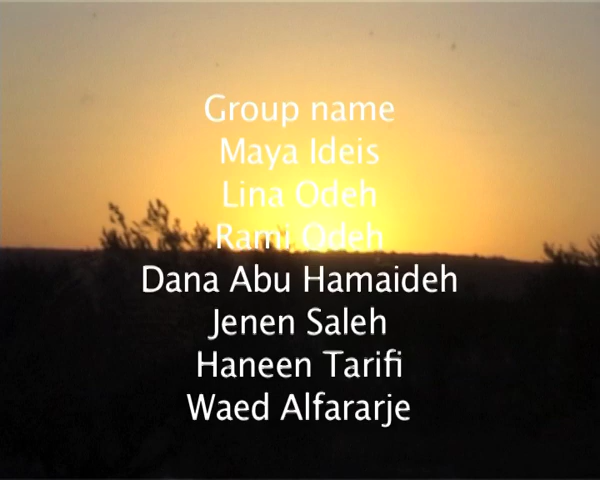 Group name
Maya Ideis
Lina Odeh
Rami Odeh
Dana Abu Hamaideh
Jenen Saleh
Haneen Tarifi
Waed Alfararje